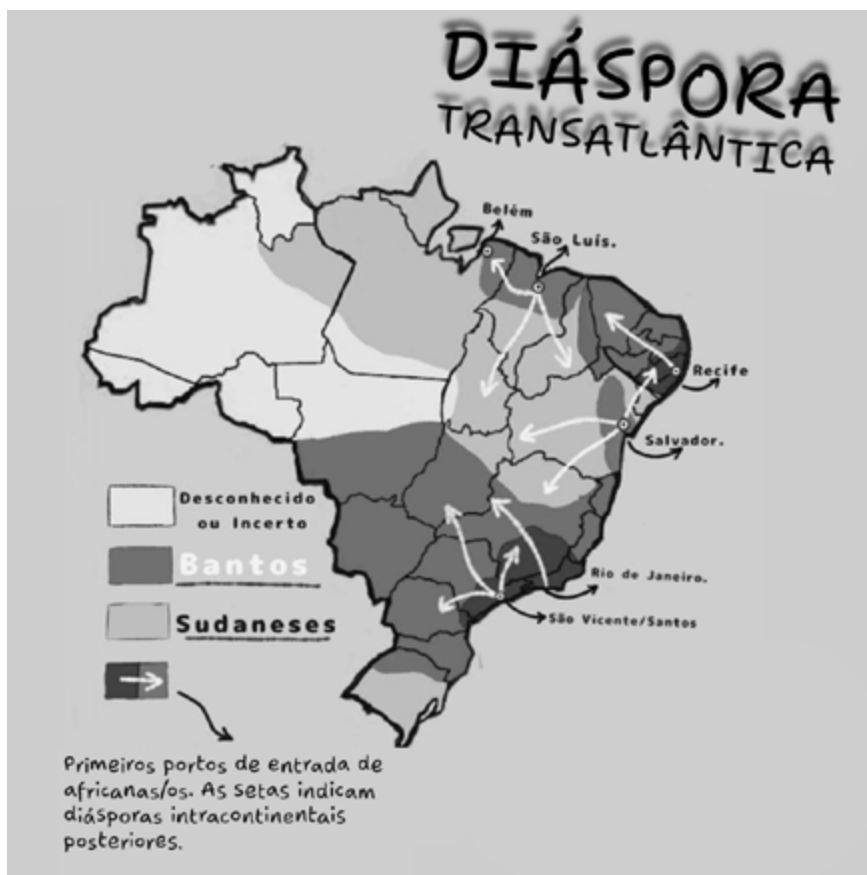 DIÁSPORA
TRANSATLÂNTICA
Belém
São Luís.
Recife
Salvador.
Desconhecido
ou Incerto
Bantos
Rio de Janeiro.
São Vicente/Santos
Sudaneses
Primeiros portos de entrada de
africanas/os. As setas indicam
diásporas intracontinentais
posteriores.